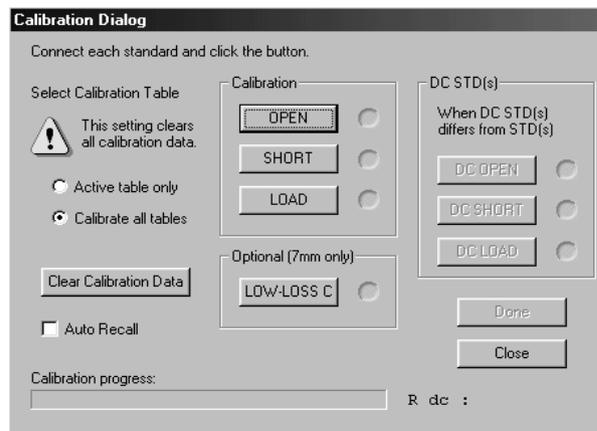 Calibration Dialog
Connect each standard and click the button.
Select Calibration Table
This setting clears
all calibration data.
Active table only
Calibrate all tables
Clear Calibration Data
Auto Recall
Calibration
OPEN
SHORT
LOAD
Optional (7mm only)
LOW-LOSS C
DC STD(s)
When DC STD(s)
differs from STD(s)
DC OPEN
DC SHORT
DC LOAD
Done
Close
Calibration progress:
R dc :